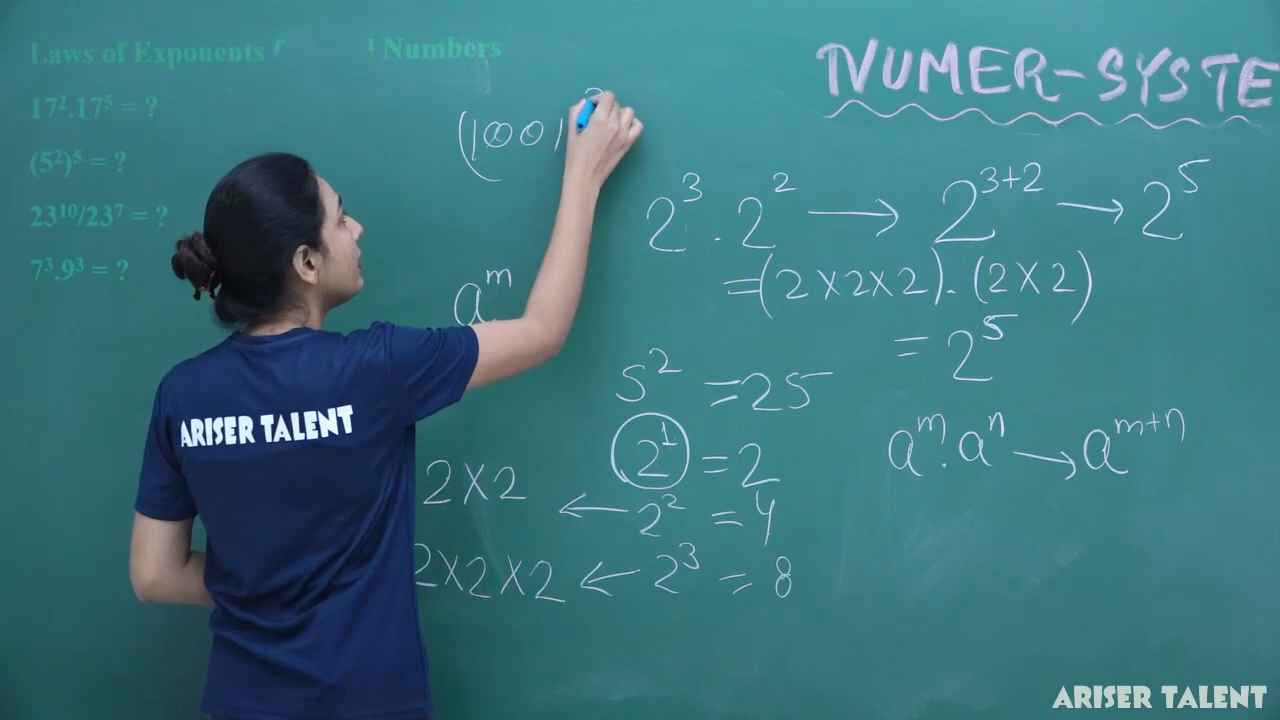 Laws of Exponents f l Numbers
17².17⁵ = ?
(5²)⁵ = ?
23¹⁰/23⁷ = ?
7³.9³ = ?
NUMER-SYSTE
(100)
2³ . 2² → 2³⁺² → 2⁵
= (2×2×2) . (2×2)
= 2⁵
aᵐ
5² = 25
2¹ = 2
2×2 ← 2² = 4
2×2×2 ← 2³ = 8
aᵐ.aⁿ → aᵐ⁺ⁿ
ARISER TALENT
ARISER TALENT